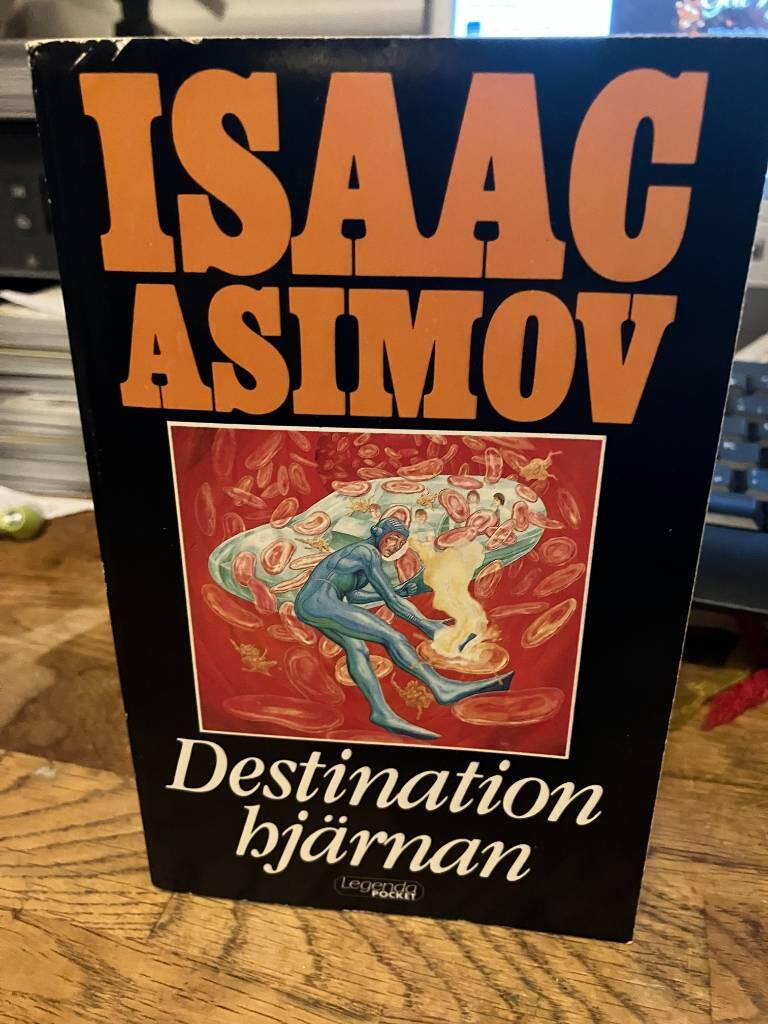 ISAAC
ASIMOV
Destination
hjärnan
Legenda
POCKET